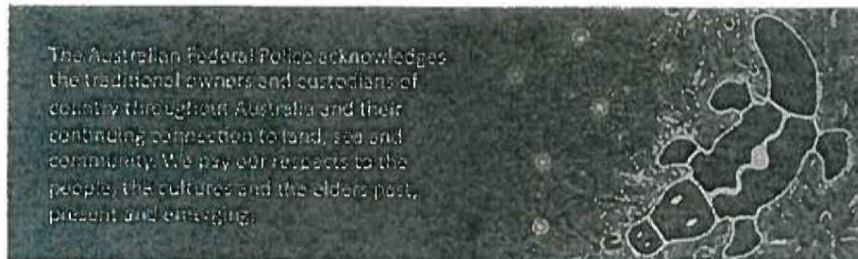 The Australian Federal Police acknowledges
the traditional owners and custodians of
country throughout Australia and their
continuing connection to land, sea and
community. We pay our respects to the
people, the cultures and the elders past,
present and emerging.